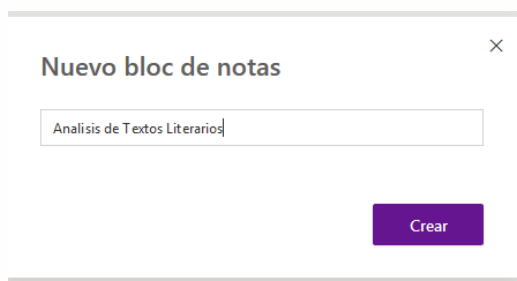 Nuevo bloc de notas
Analisis de Textos Literarios
Crear